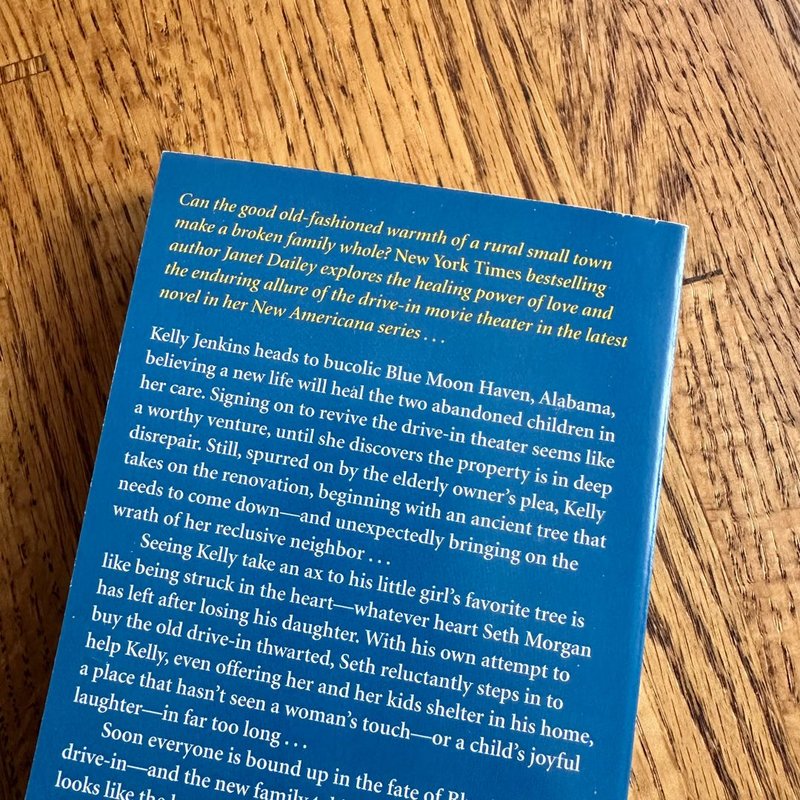 Can the good old-fashioned warmth of a rural small town
make a broken family whole? New York Times bestselling
author Janet Dailey explores the healing power of love and
the enduring allure of the drive-in movie theater in the latest
novel in her New Americana series . . .
Kelly Jenkins heads to bucolic Blue Moon Haven, Alabama,
believing a new life will heal the two abandoned children in
her care. Signing on to revive the drive-in theater seems like
a worthy venture, until she discovers the property is in deep
disrepair. Still, spurred on by the elderly owner’s plea, Kelly
takes on the renovation, beginning with an ancient tree that
needs to come down—and unexpectedly bringing on the
wrath of her reclusive neighbor . . .
Seeing Kelly take an ax to his little girl’s favorite tree is
like being struck in the heart—whatever heart Seth Morgan
has left after losing his daughter. With his own attempt to
buy the old drive-in thwarted, Seth reluctantly steps in to
help Kelly, even offering her and her kids shelter in his home,
a place that hasn’t seen a woman’s touch—or a child’s joyful
laughter—in far too long . . .
Soon everyone is bound up in the fate of
drive-in—and the new family
looks like the